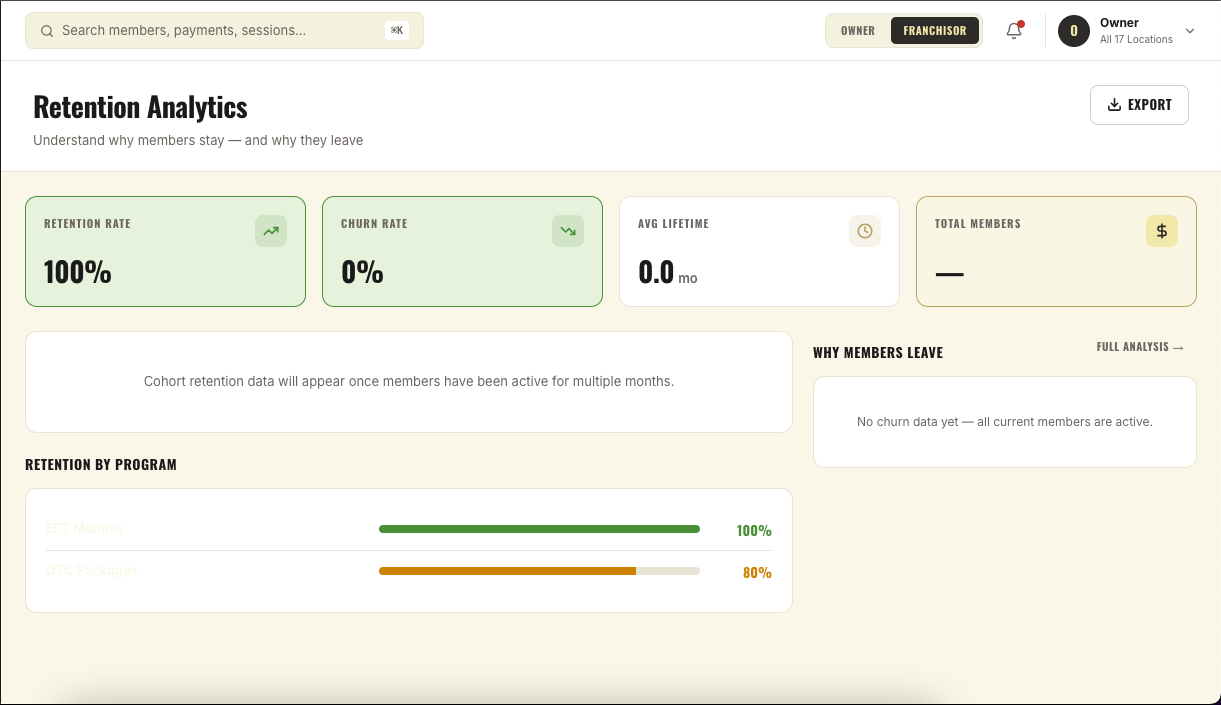 Search members, payments, sessions...
⌘K
OWNER
FRANCHISOR
0
Owner
All 17 Locations
Retention Analytics
Understand why members stay — and why they leave
EXPORT
RETENTION RATE
100%
CHURN RATE
0%
AVG LIFETIME
0.0 mo
TOTAL MEMBERS
$
—
Cohort retention data will appear once members have been active for multiple months.
WHY MEMBERS LEAVE
FULL ANALYSIS →
No churn data yet — all current members are active.
RETENTION BY PROGRAM
EFT Monthly
100%
OTC Packages
80%